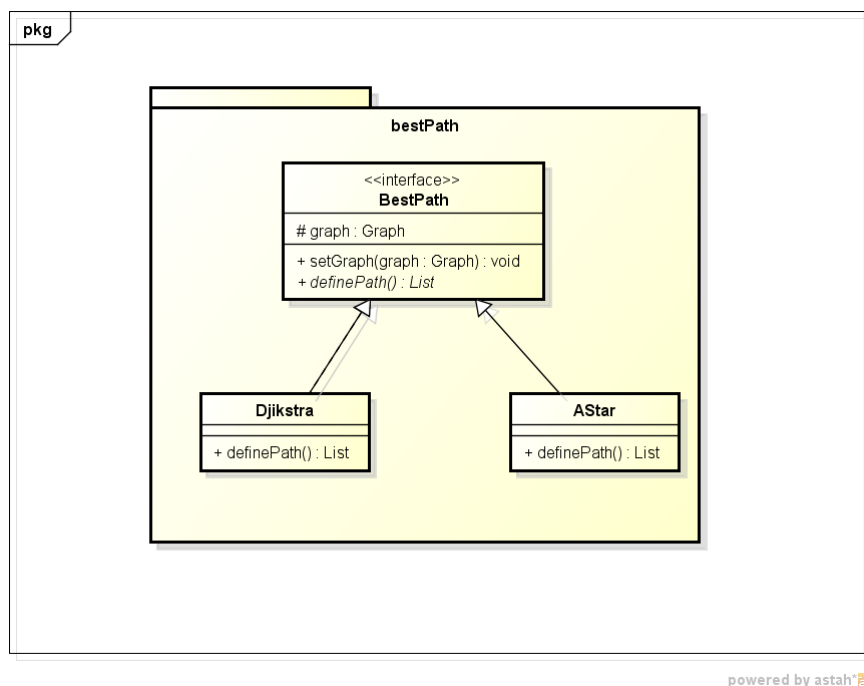 pkg
bestPath
<<interface>>
BestPath
# graph : Graph
+ setGraph(graph : Graph) : void
+ definePath() : List
Djikstra
+ definePath() : List
AStar
+ definePath() : List
powered by astah*